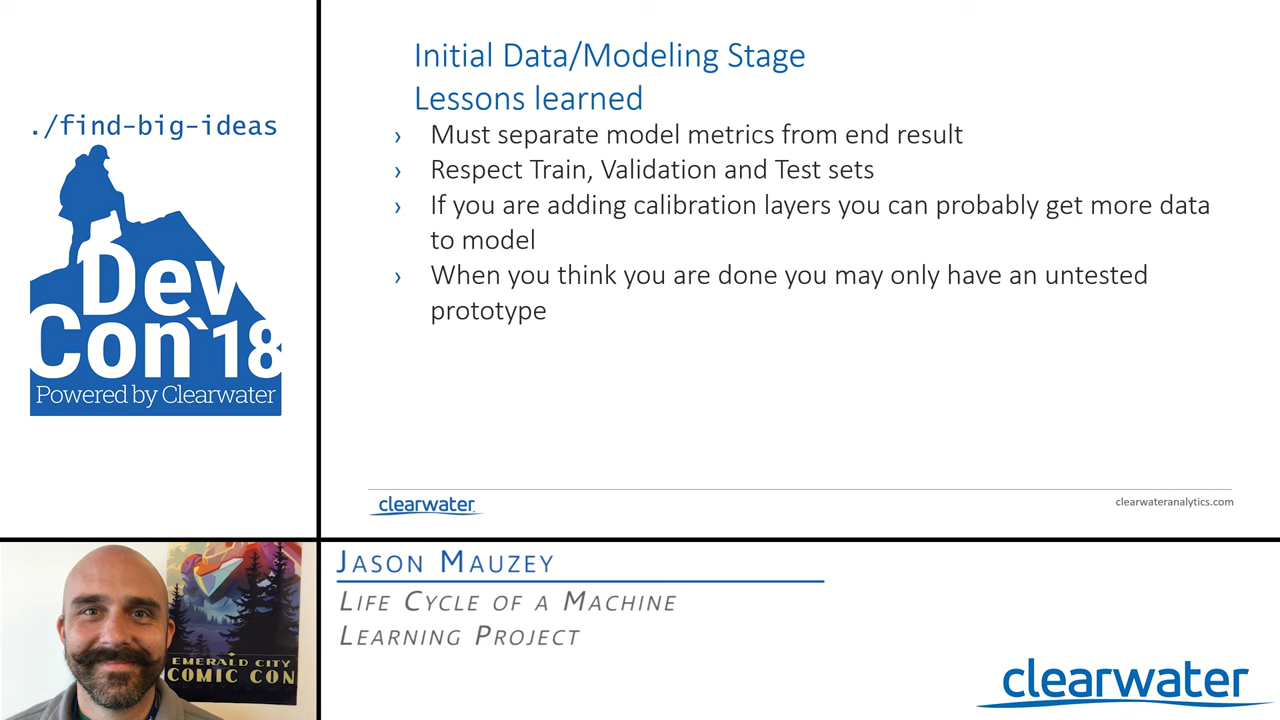 ./find-big-ideas
Dev
Con`18
Powered by Clearwater
Initial Data/Modeling Stage
Lessons learned
› Must separate model metrics from end result
› Respect Train, Validation and Test sets
› If you are adding calibration layers you can probably get more data
to model
› When you think you are done you may only have an untested
prototype
clearwater
clearwateranalytics.com
EMERALD CITY
COMIC CON
JASON MAUZEY
LIFE CYCLE OF A MACHINE
LEARNING PROJECT
clearwater